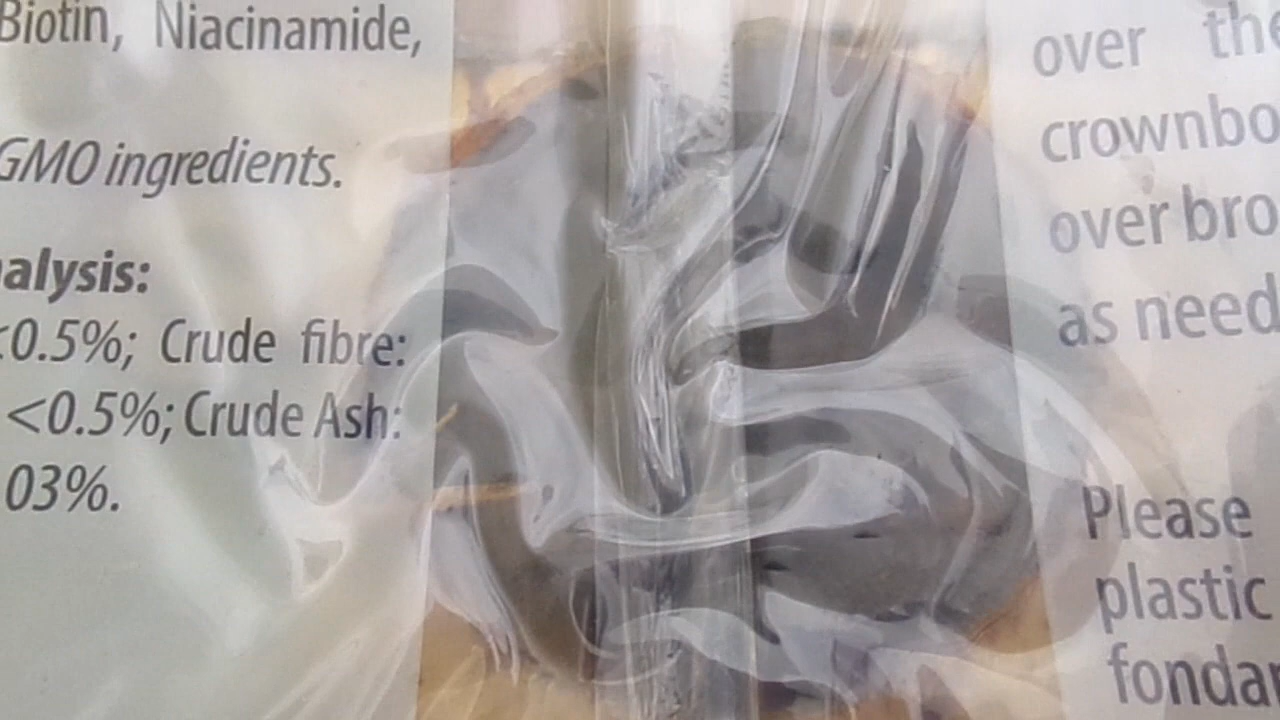 Biotin, Niacinamide,
GMO ingredients.
alysis:
<0.5%; Crude fibre:
<0.5%; Crude Ash:
03%.
over the
crownbo
over bro
as need
Please
plastic
fondan